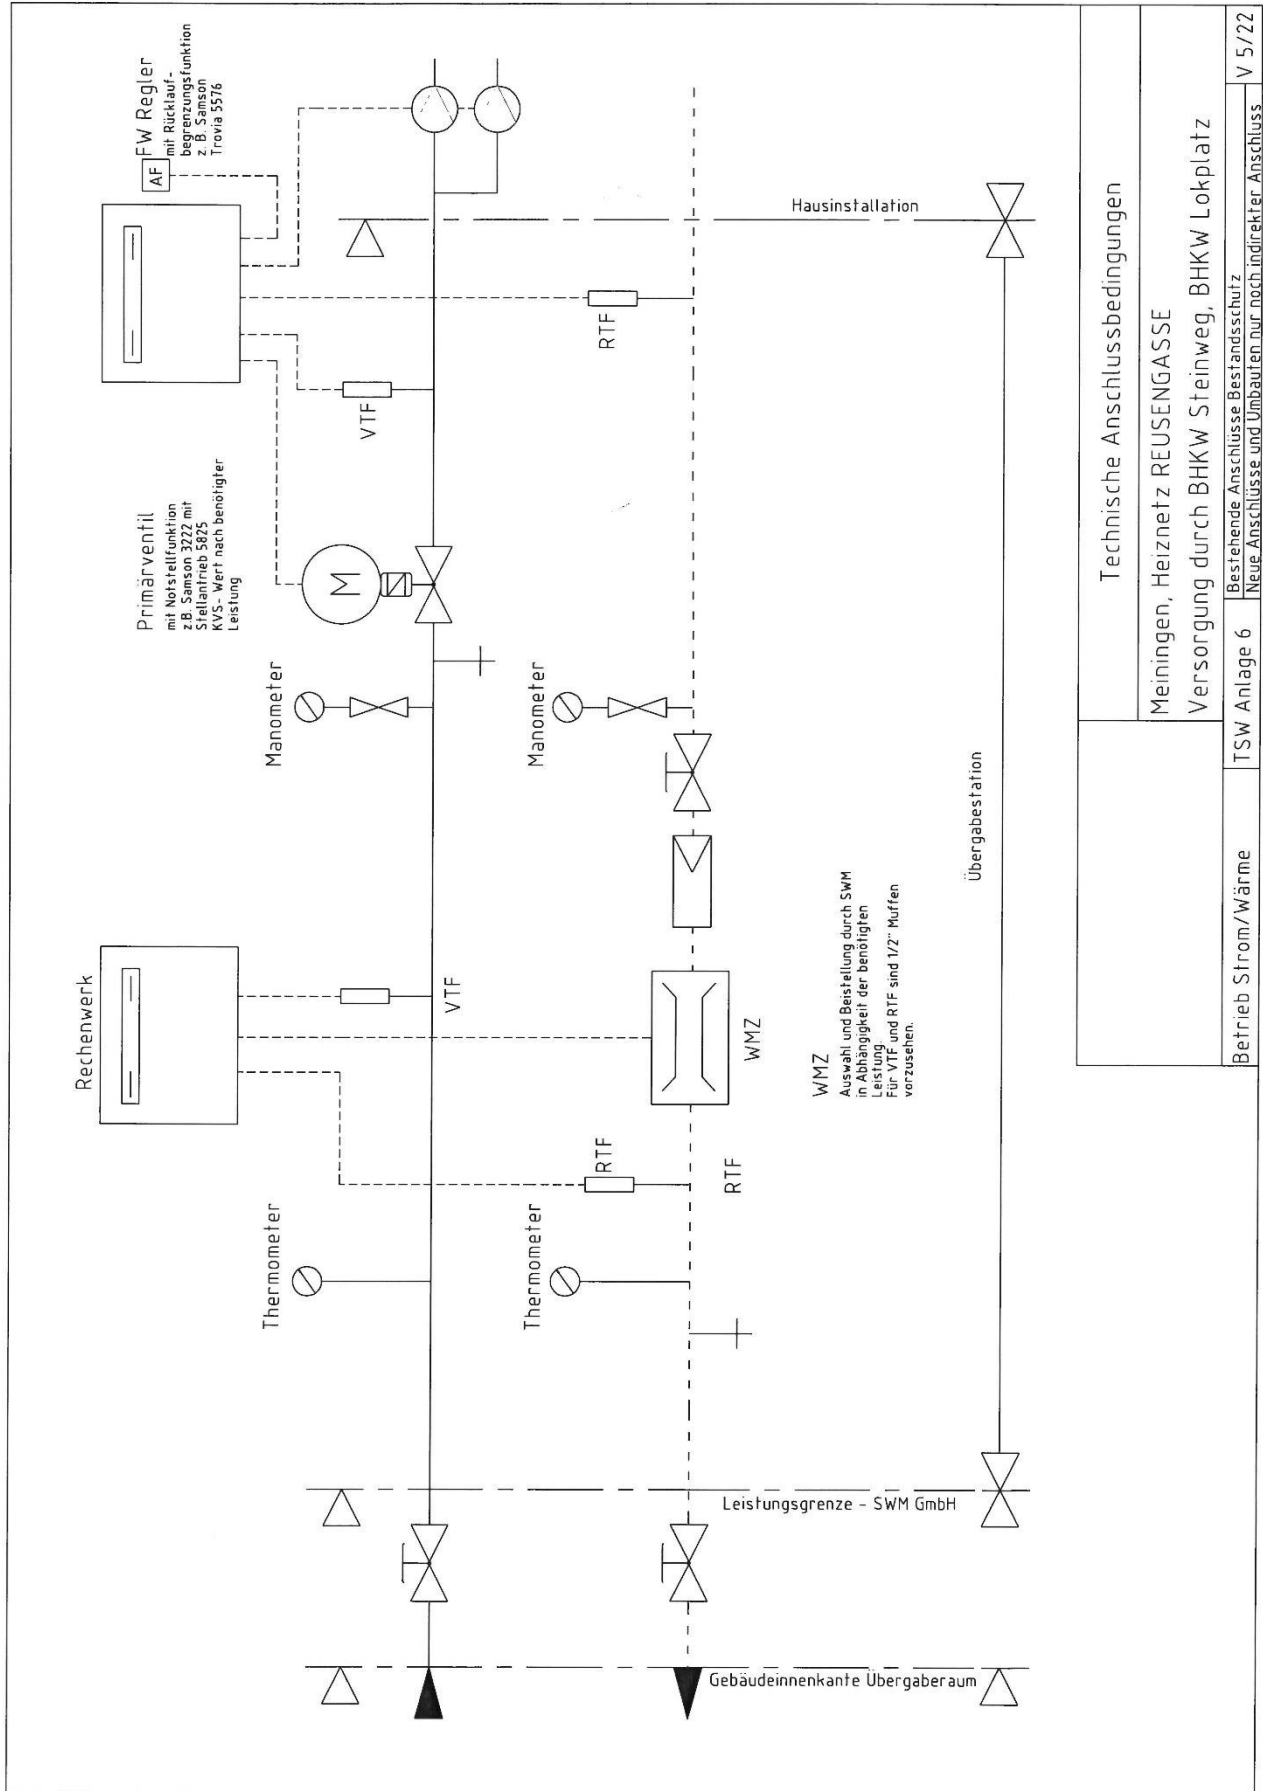 FW Regler
mit Rücklauf-
begrenzungsfunktion
z. B. Samson
Trovia 5576
AF
Primärventil
mit Notstellfunktion
z.B. Samson 3222 mit
Stellantrieb 5825
KVS- Wert nach benötigter
Leistung
Rechenwerk
M
VTF
RTF
Hausinstallation
Manometer
Manometer
VTF
Thermometer
Thermometer
RTF
RTF
WMZ
WMZ
Auswahl und Beistellung durch SWM
in Abhängigkeit der benötigten
Leistung.
Für VTF und RTF sind 1/2" Muffen
vorzusehen.
Übergabestation
Leistungsgrenze - SWM GmbH
Gebäudeinnenkante Übergaberaum
Technische Anschlussbedingungen
Meiningen, Heiznetz REUSENGASSE
Versorgung durch BHKW Steinweg, BHKW Lokplatz
Betrieb Strom/Wärme
TSW Anlage 6
Bestehende Anschlüsse Bestandsschutz
Neue Anschlüsse und Umbauten nur noch indirekter Anschluss
V 5/22